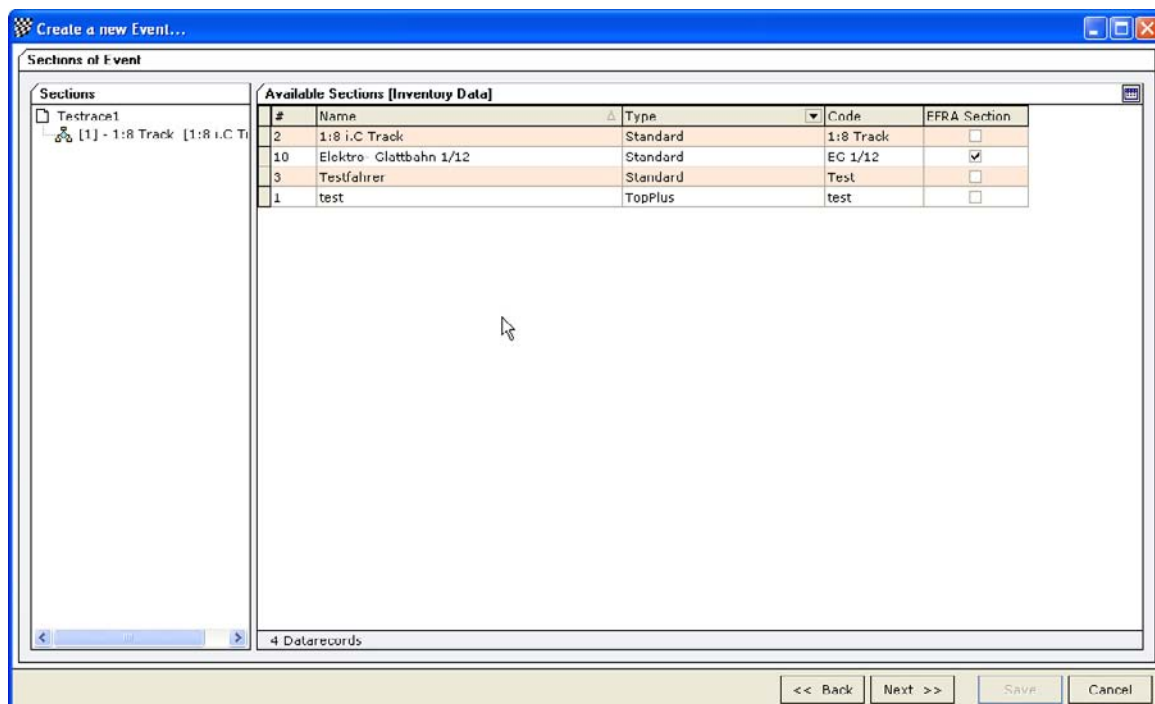 Create a new Event...
Sections of Event
Sections
Testrace1
[1] - 1:8 Track [1:8 i.C Tr
Available Sections [Inventory Data]
# Name Type Code EFRA Section
2 1:8 i.C Track Standard 1:8 Track
10 Elektro- Glattbahn 1/12 Standard EG 1/12
3 Testfahrer Standard Test
1 test TopPlus test
4 Datarecords
<< Back Next >> Save Cancel